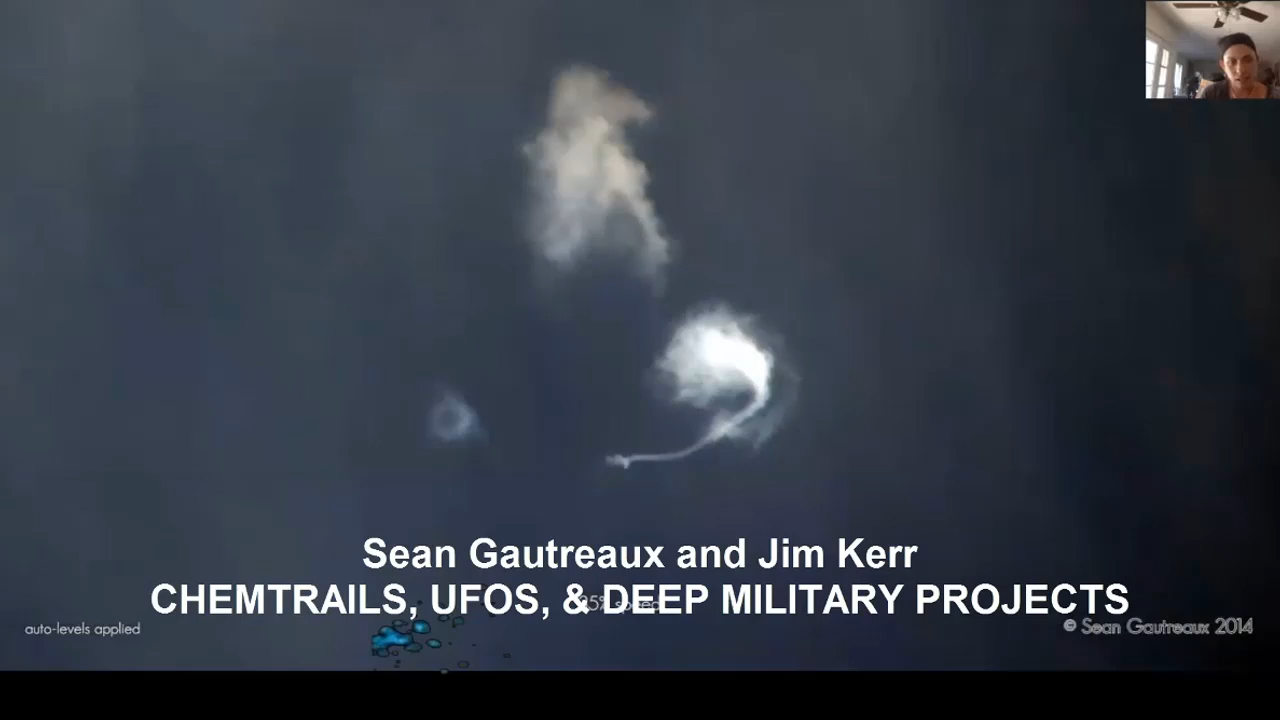 Sean Gautreaux and Jim Kerr
CHEMTRAILS, UFOS, & DEEP MILITARY PROJECTS
auto-levels applied
© Sean Gautreaux 2014